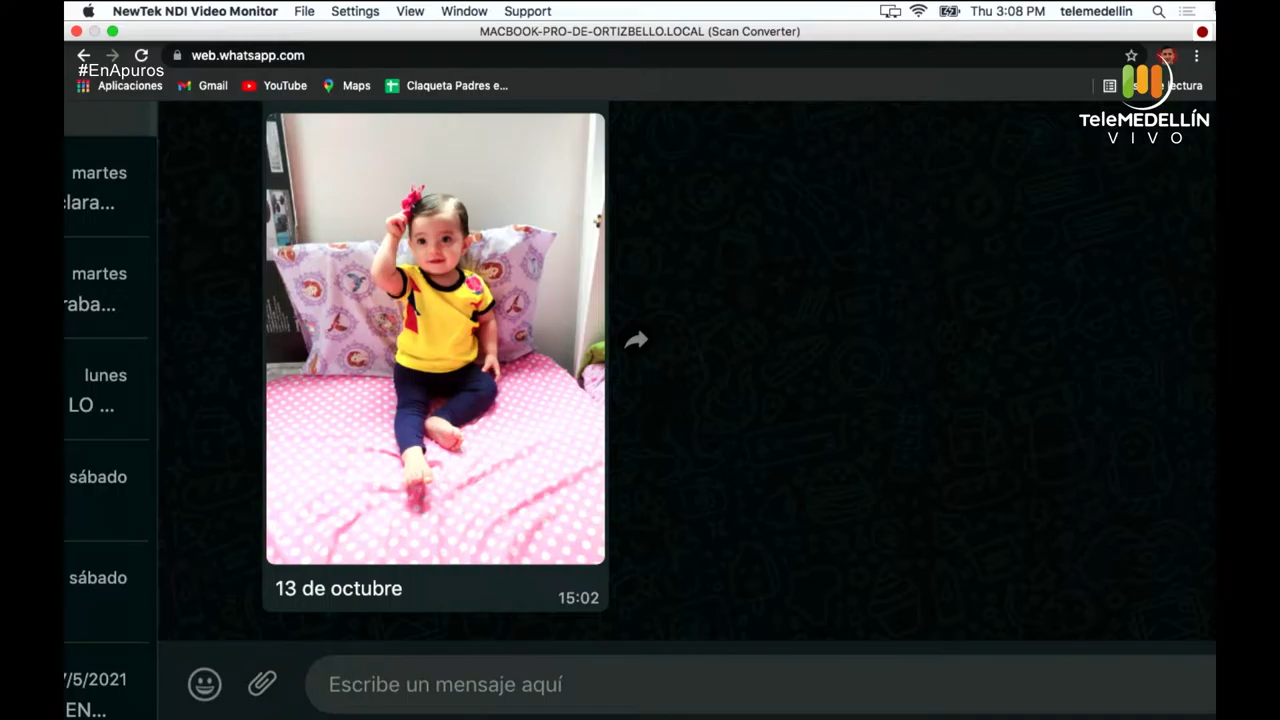 NewTek NDI Video Monitor File Settings View Window Support Thu 3:08 PM telemedellin
MACBOOK-PRO-DE-ORTIZBELLO.LOCAL (Scan Converter)
web.whatsapp.com
#EnApuros
Aplicaciones Gmail YouTube Maps Claqueta Padres e... lectura
TeleMEDELLÍN
VIVO
martes
clara...
martes
raba...
lunes
LO ...
sábado
sábado
13 de octubre
15:02
/5/2021
EN...
Escribe un mensaje aquí